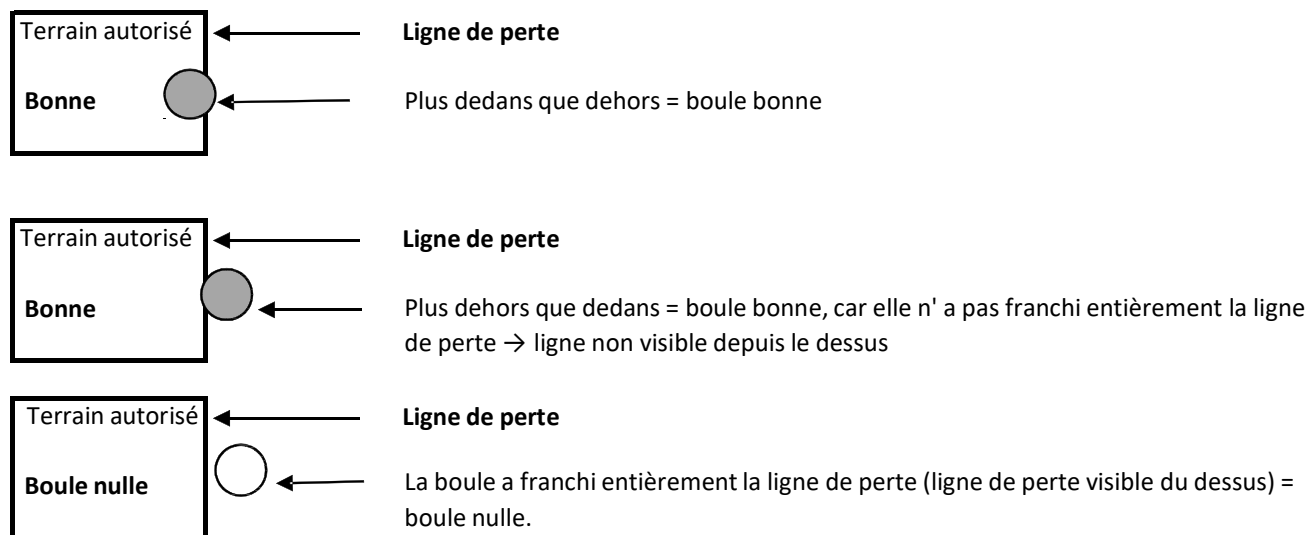 Terrain autorisé Ligne de perte
Bonne Plus dedans que dehors = boule bonne
Terrain autorisé Ligne de perte
Bonne Plus dehors que dedans = boule bonne, car elle n' a pas franchi entièrement la ligne
de perte → ligne non visible depuis le dessus
Terrain autorisé Ligne de perte
Boule nulle La boule a franchi entièrement la ligne de perte (ligne de perte visible du dessus) =
boule nulle.